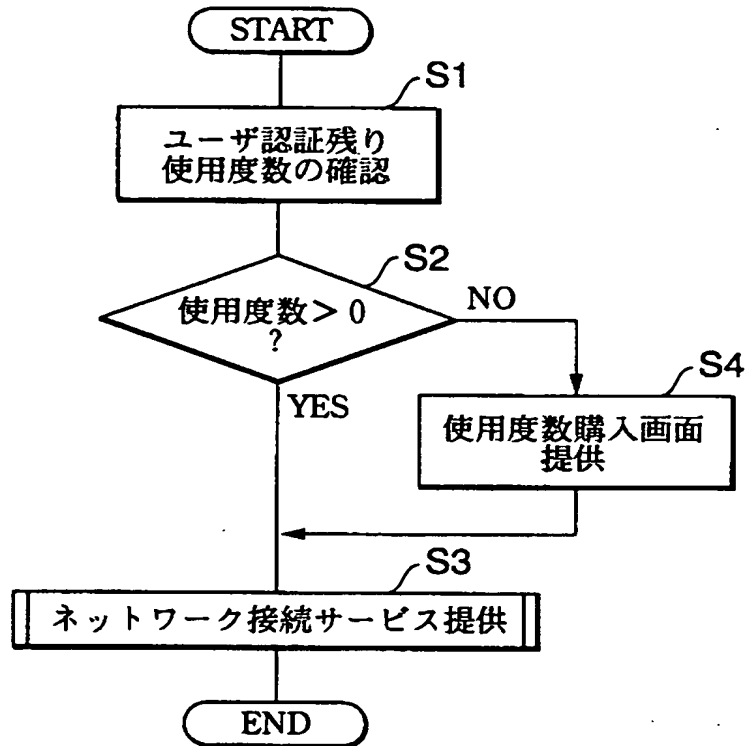 START
S1
ユーザ認証残り
使用度数の確認
S2
使用度数＞0
?
NO
YES
S4
使用度数購入画面
提供
S3
ネットワーク接続サービス提供
END